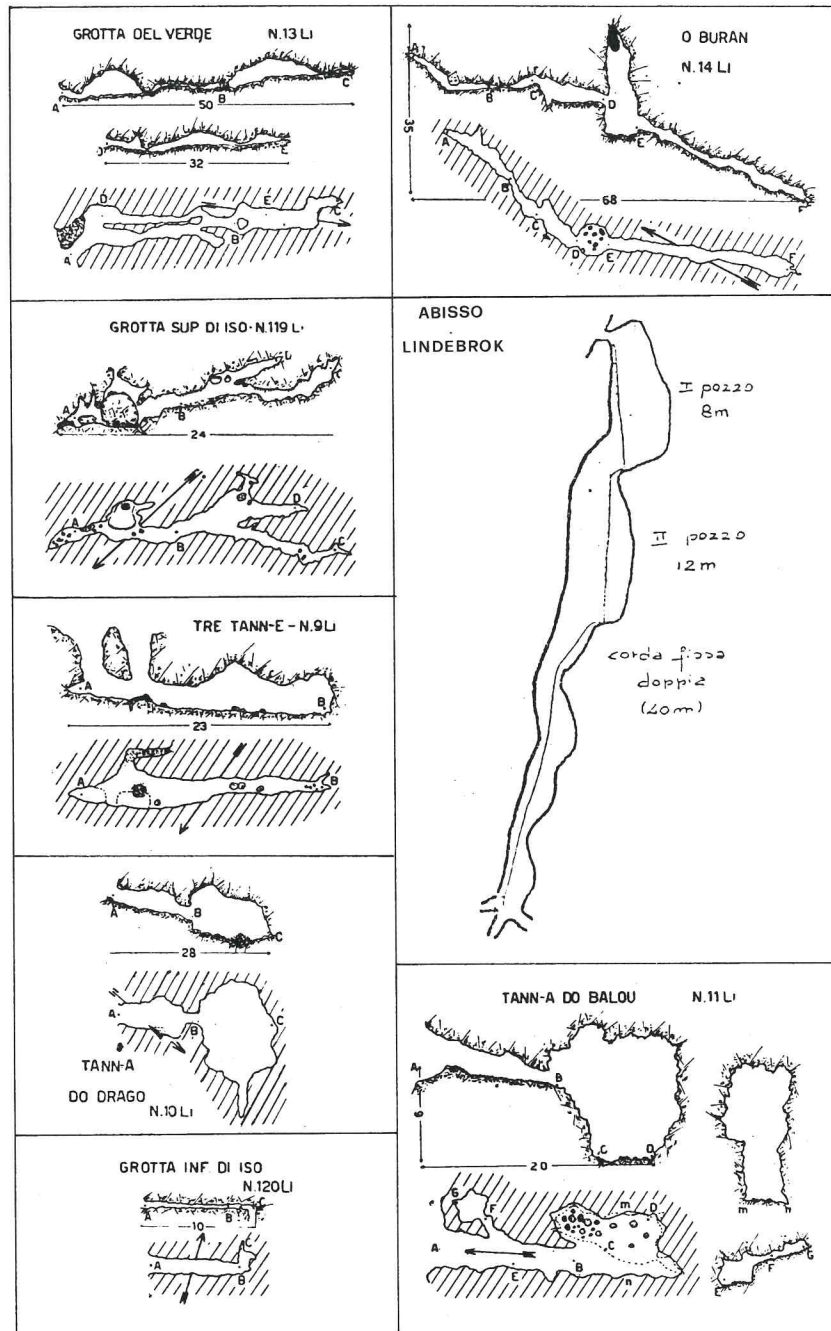 GROTTA DEL VERDE N.13 LI
A B C
50
D E
32
D E C
A B
O BURAN
N.14 LI
A B C D E F
35
68
A B C D E F
GROTTA SUP DI ISO-N.119 LI
A B D C
24
A B D C
ABISSO
LINDEBROK
I pozzo
8m
II pozzo
12m
corda fissa
doppia
(40m)
TRE TANN-E-N.9 LI
A B
23
A B
A B C
28
A B C
TANN-A
DO DRAGO N.10 LI
TANN-A DO BALOU N.11 LI
A B C D
9
20
m n
G F m D
A C B
E n
E F G
GROTTA INF. DI ISO
N.120 LI
A B C
10
A B C